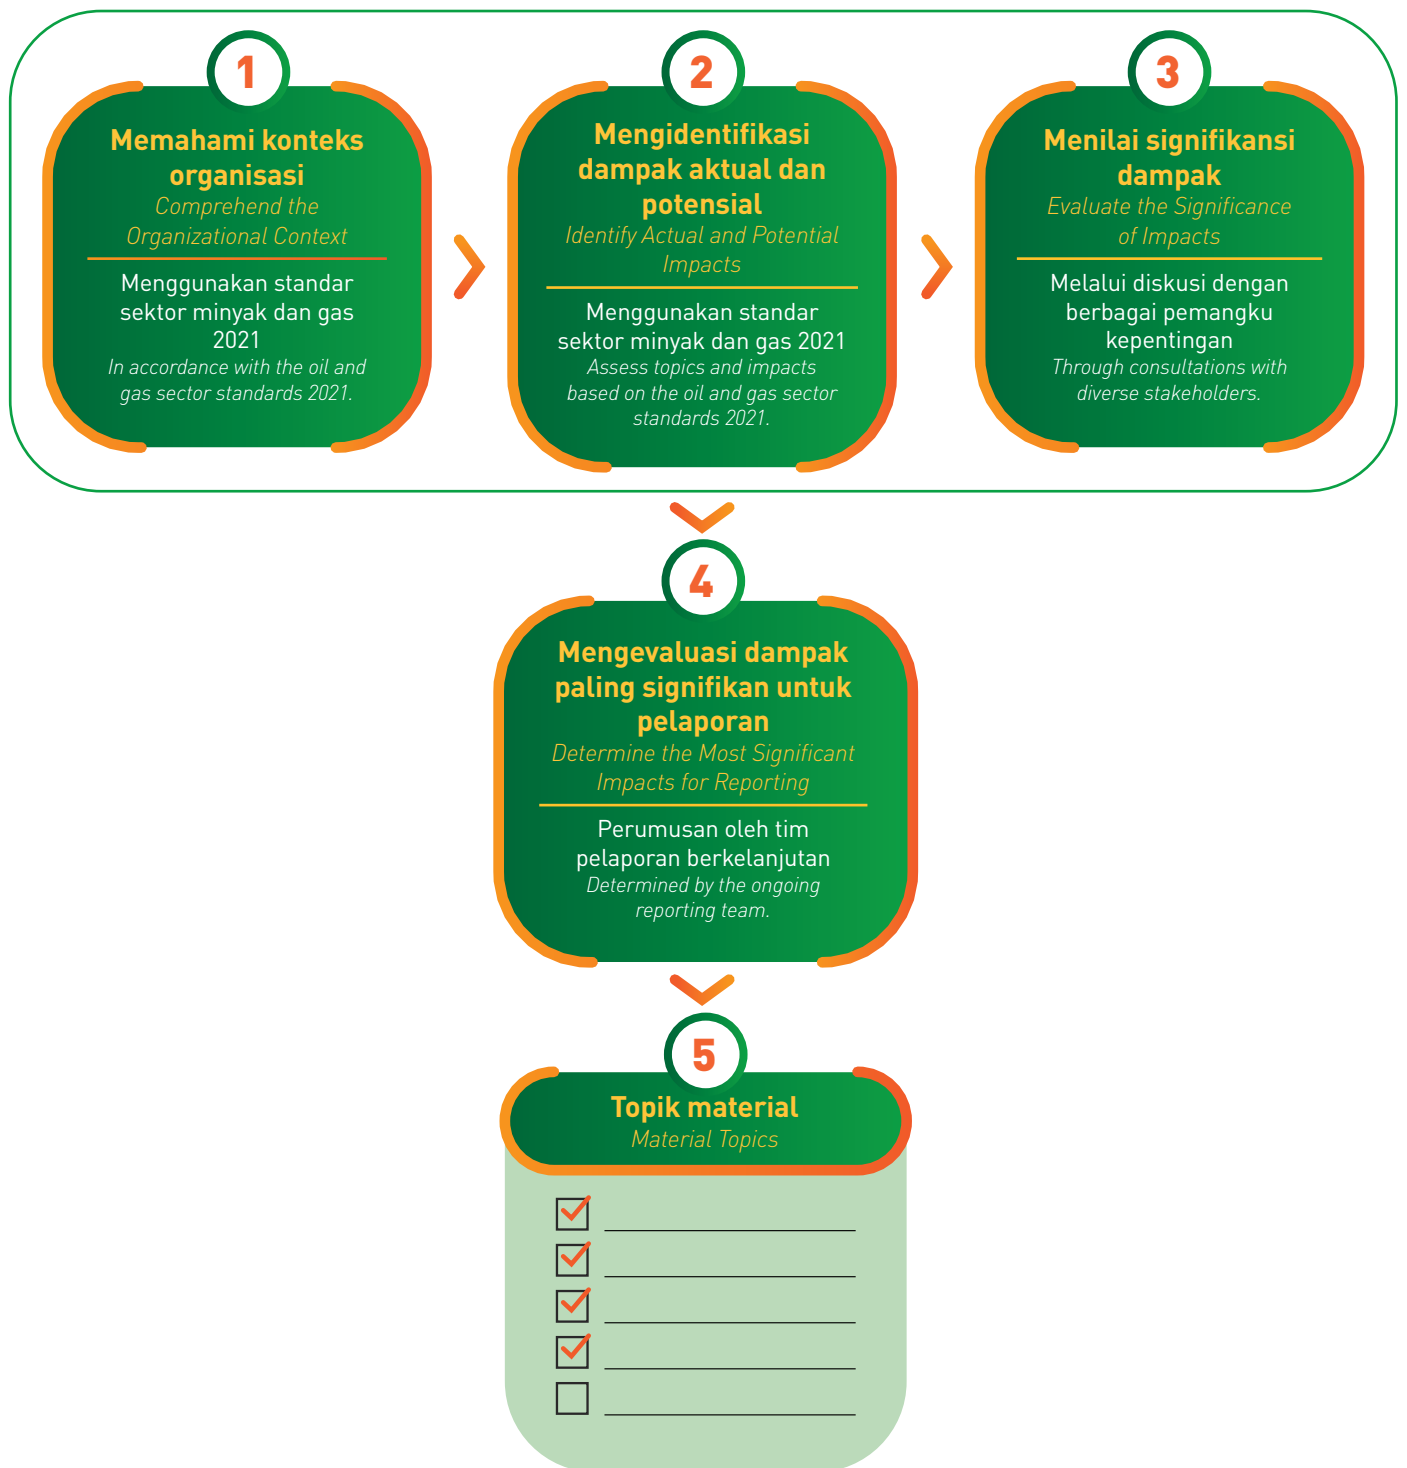 1
Memahami konteks
organisasi
Comprehend the
Organizational Context
Menggunakan standar
sektor minyak dan gas
2021
In accordance with the oil and
gas sector standards 2021.
2
Mengidentifikasi
dampak aktual dan
potensial
Identify Actual and Potential
Impacts
Menggunakan standar
sektor minyak dan gas 2021
Assess topics and impacts
based on the oil and gas sector
standards 2021.
3
Menilai signifikansi
dampak
Evaluate the Significance
of Impacts
Melalui diskusi dengan
berbagai pemangku
kepentingan
Through consultations with
diverse stakeholders.
4
Mengevaluasi dampak
paling signifikan untuk
pelaporan
Determine the Most Significant
Impacts for Reporting
Perumusan oleh tim
pelaporan berkelanjutan
Determined by the ongoing
reporting team.
5
Topik material
Material Topics